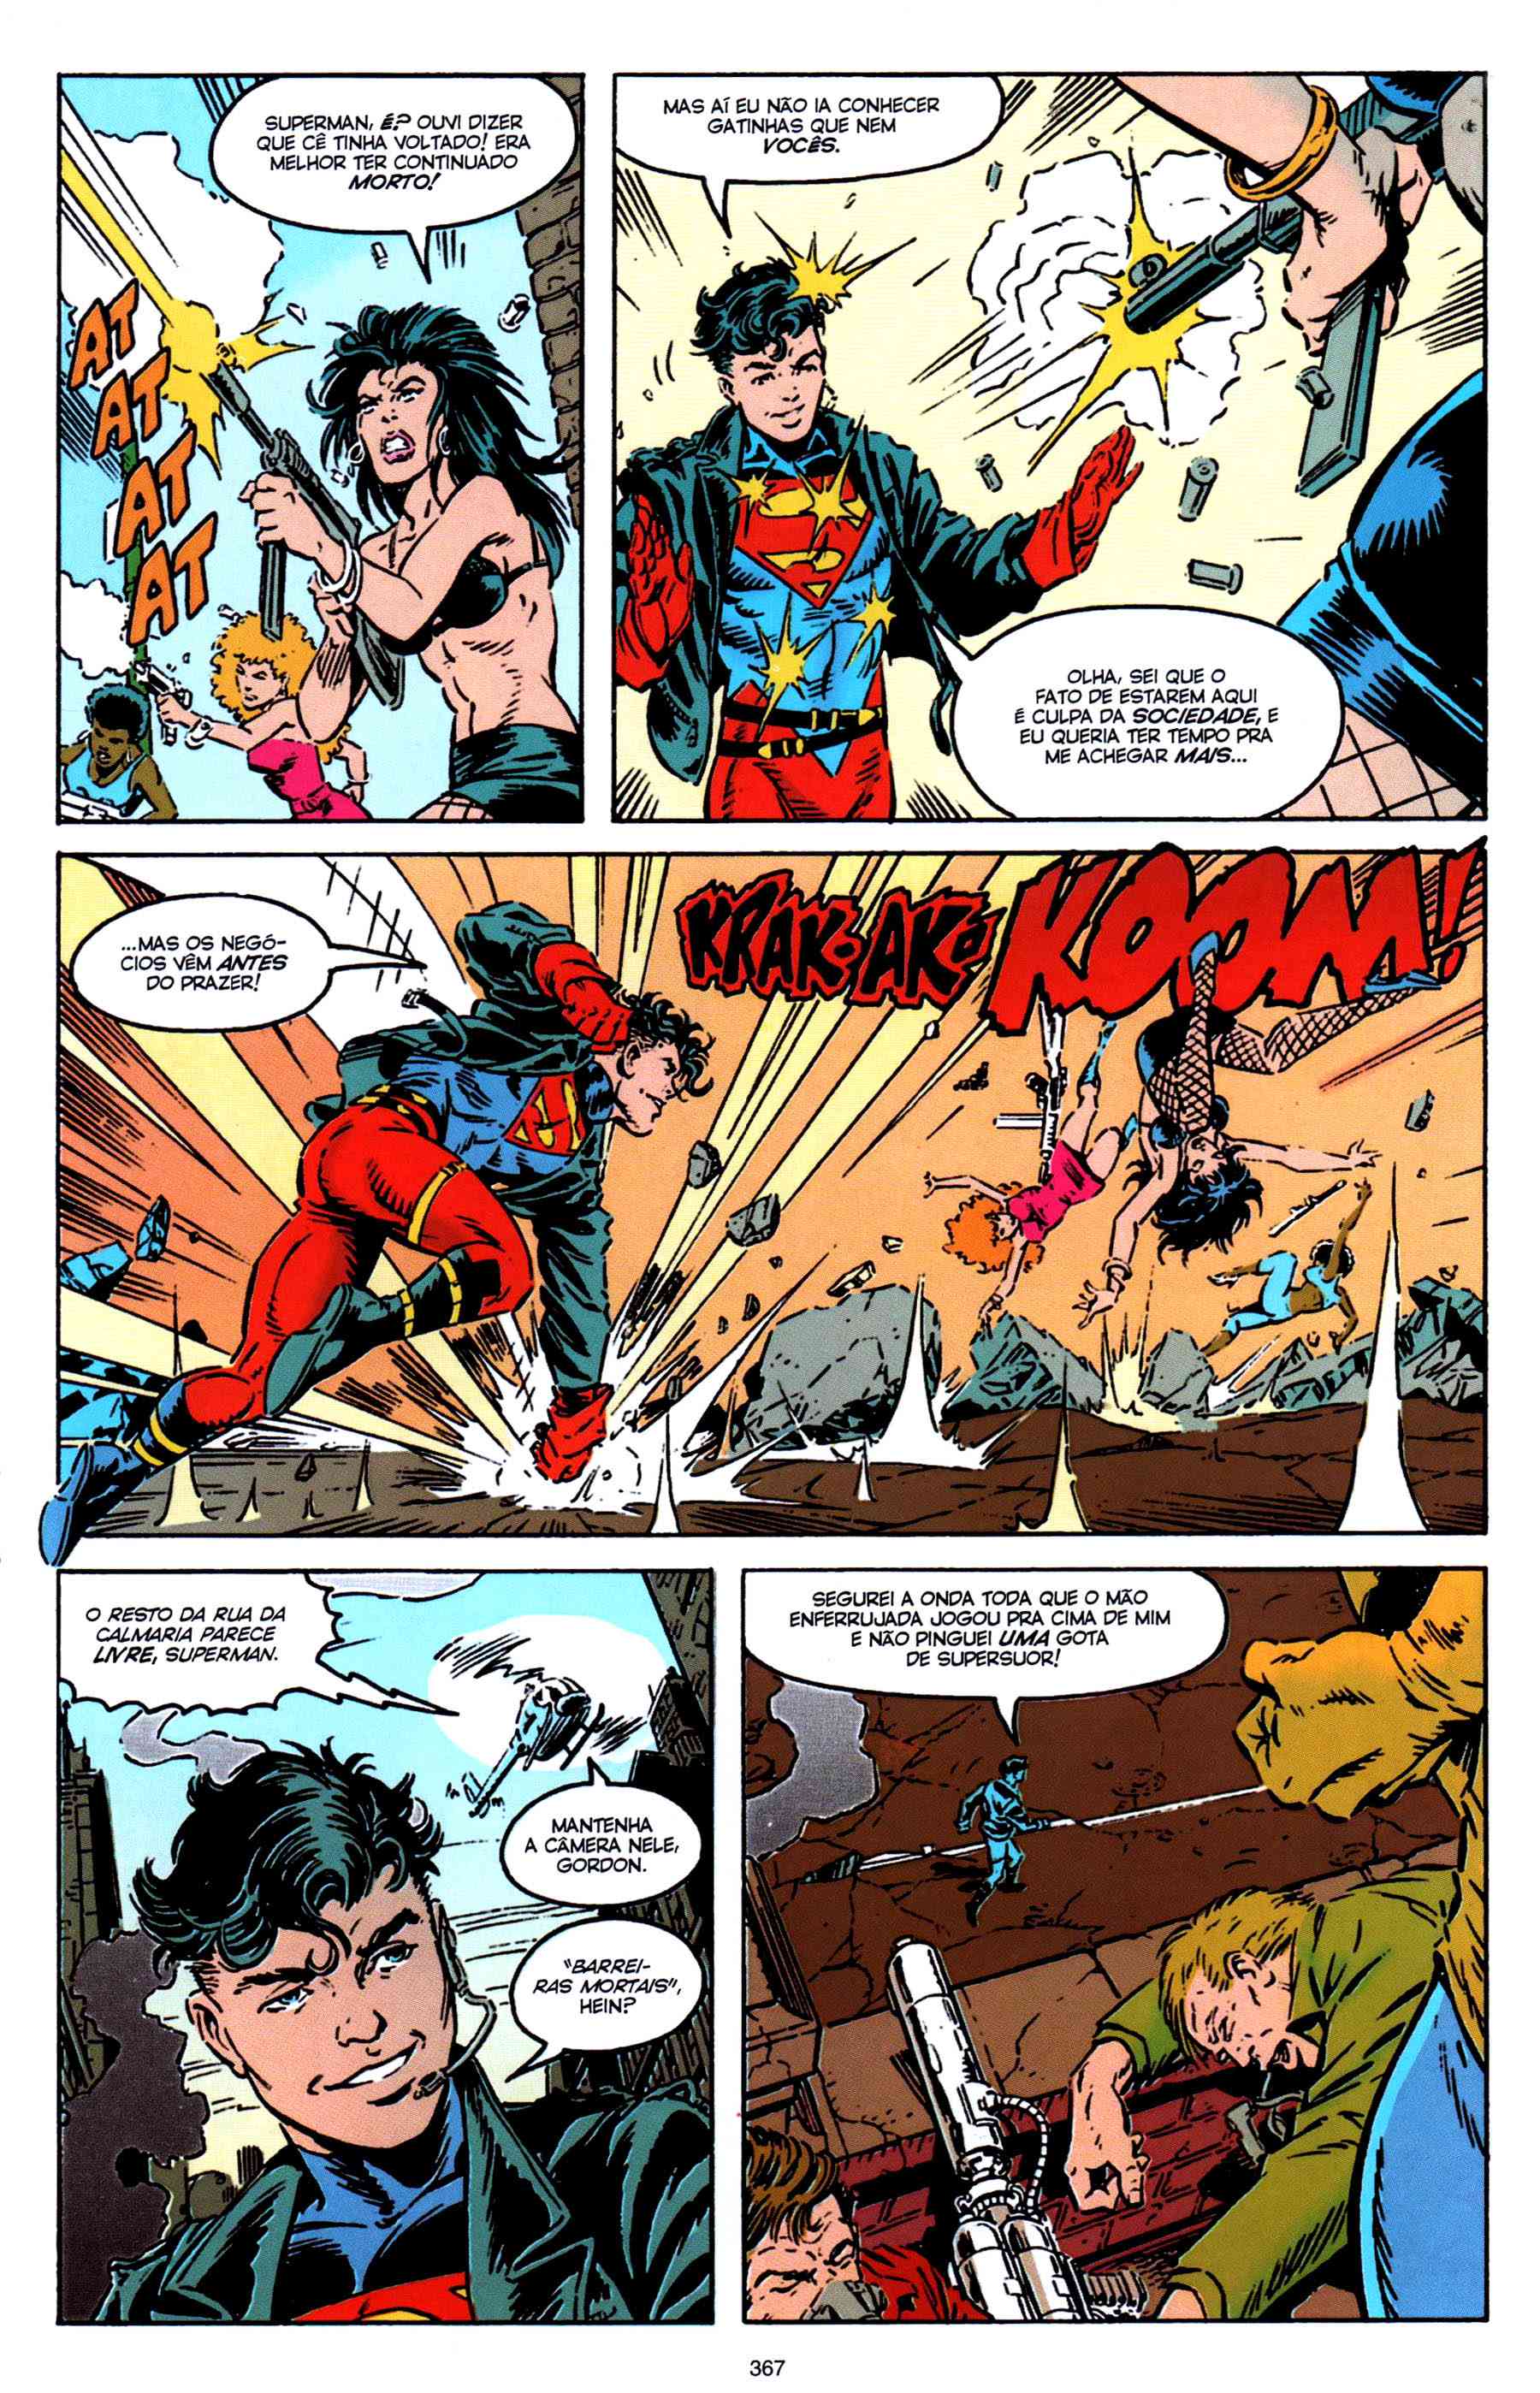 SUPERMAN, É? OUVI DIZER
QUE CÊ TINHA VOLTADO! ERA
MELHOR TER CONTINUADO
MORTO!
MAS AÍ EU NÃO IA CONHECER
GATINHAS QUE NEM
VOCÊS.
AT
AT
AT
AT
OLHA, SEI QUE O
FATO DE ESTAREM AQUI
É CULPA DA SOCIEDADE, E
EU QUERIA TER TEMPO PRA
ME ACHEGAR MAIS...
...MAS OS NEGÓ-
CIOS VÊM ANTES
DO PRAZER!
KRAK-AK-KOOM!
O RESTO DA RUA DA
CALMARIA PARECE
LIVRE, SUPERMAN.
MANTENHA
A CÂMERA NELE,
GORDON.
"BARREI-
RAS MORTAIS",
HEIN?
SEGUREI A ONDA TODA QUE O MÃO
ENFERRUJADA JOGOU PRA CIMA DE MIM
E NÃO PINGUEI UMA GOTA
DE SUPERSUOR!
367